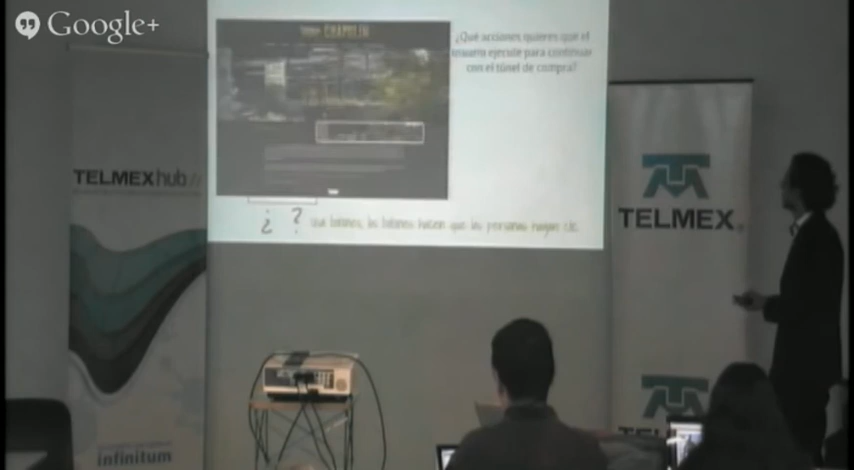 Google+
CHAPULIN
¿Qué acciones quieres que el
usuario ejecute para continuar
con el túnel de compra?
TELMEXhub//
TELMEX
¿ ?
Usa botones, los botones hacen que las personas hagan clic
infinitum